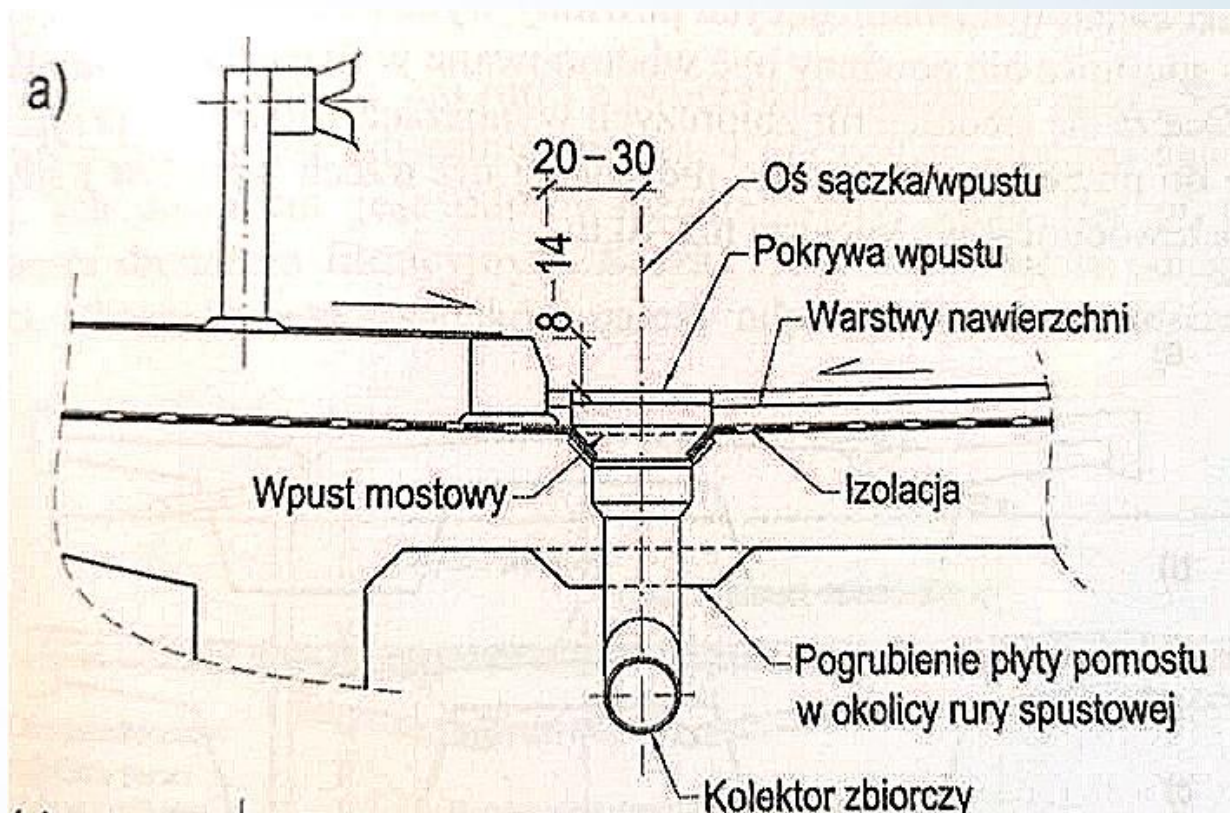 a)
20-30
8-14
Oś sączka/wpustu
Pokrywa wpustu
Warstwy nawierzchni
Wpust mostowy
Izolacja
Pogrubienie płyty pomostu
w okolicy rury spustowej
Kolektor zbiorczy